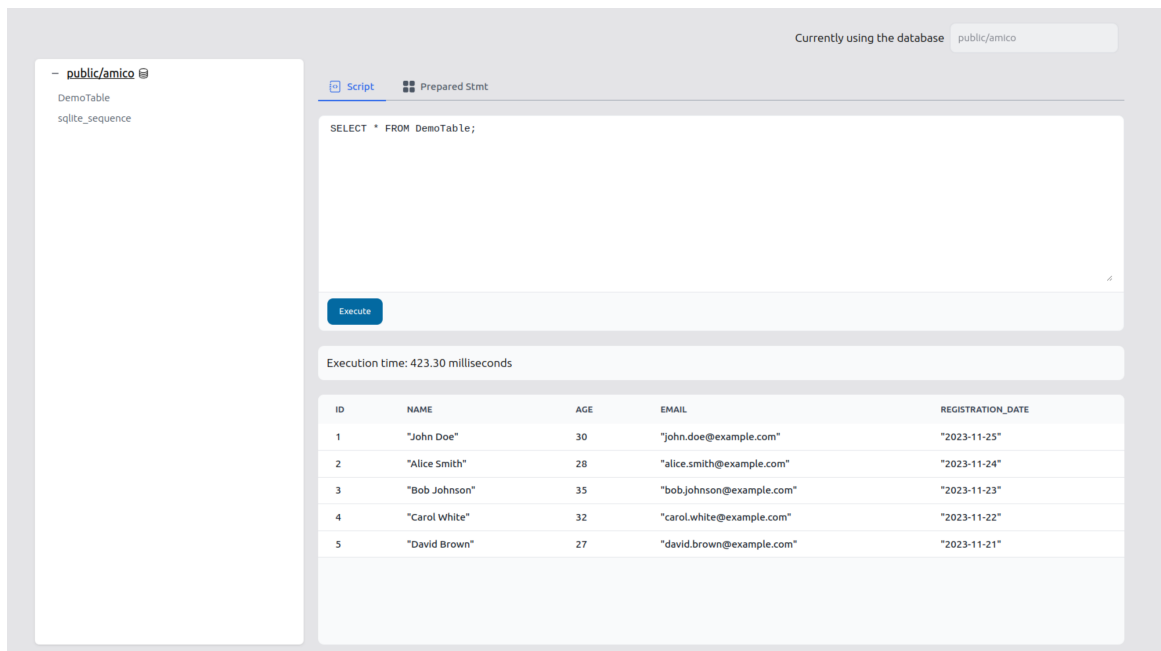 Currently using the database public/amico
− public/amico
DemoTable
sqlite_sequence
Script Prepared Stmt
SELECT * FROM DemoTable;
Execute
Execution time: 423.30 milliseconds
ID NAME AGE EMAIL REGISTRATION_DATE
1 "John Doe" 30 "john.doe@example.com" "2023-11-25"
2 "Alice Smith" 28 "alice.smith@example.com" "2023-11-24"
3 "Bob Johnson" 35 "bob.johnson@example.com" "2023-11-23"
4 "Carol White" 32 "carol.white@example.com" "2023-11-22"
5 "David Brown" 27 "david.brown@example.com" "2023-11-21"